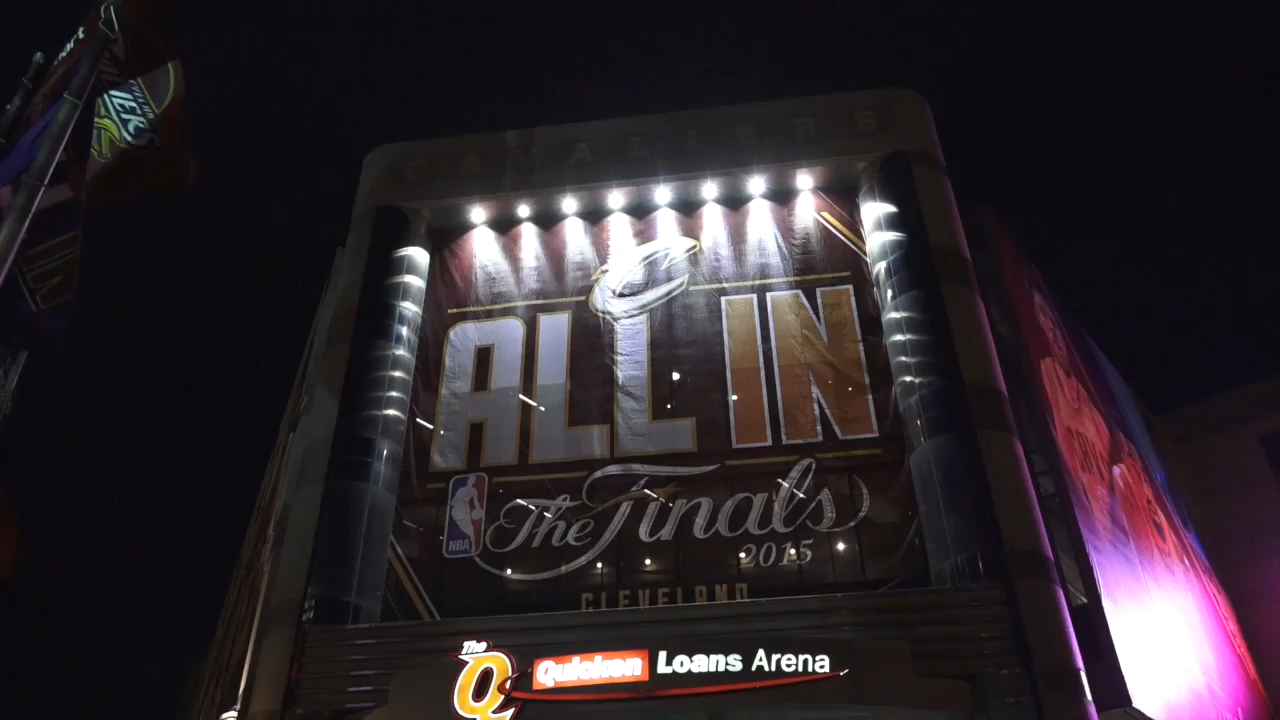 CAVALIERS
ALL IN
NBA
The Finals
2015
CLEVELAND
The
Q
Quicken Loans Arena